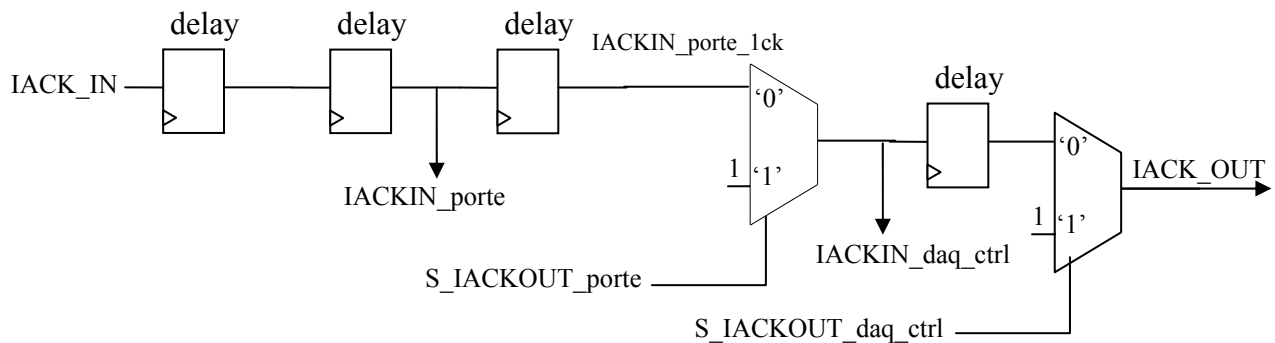 delay
delay
delay
IACKIN_porte_1ck
delay
IACK_IN
‘0’
‘0’
1
‘1’
IACK_OUT
IACKIN_porte
1
‘1’
IACKIN_daq_ctrl
S_IACKOUT_porte
S_IACKOUT_daq_ctrl